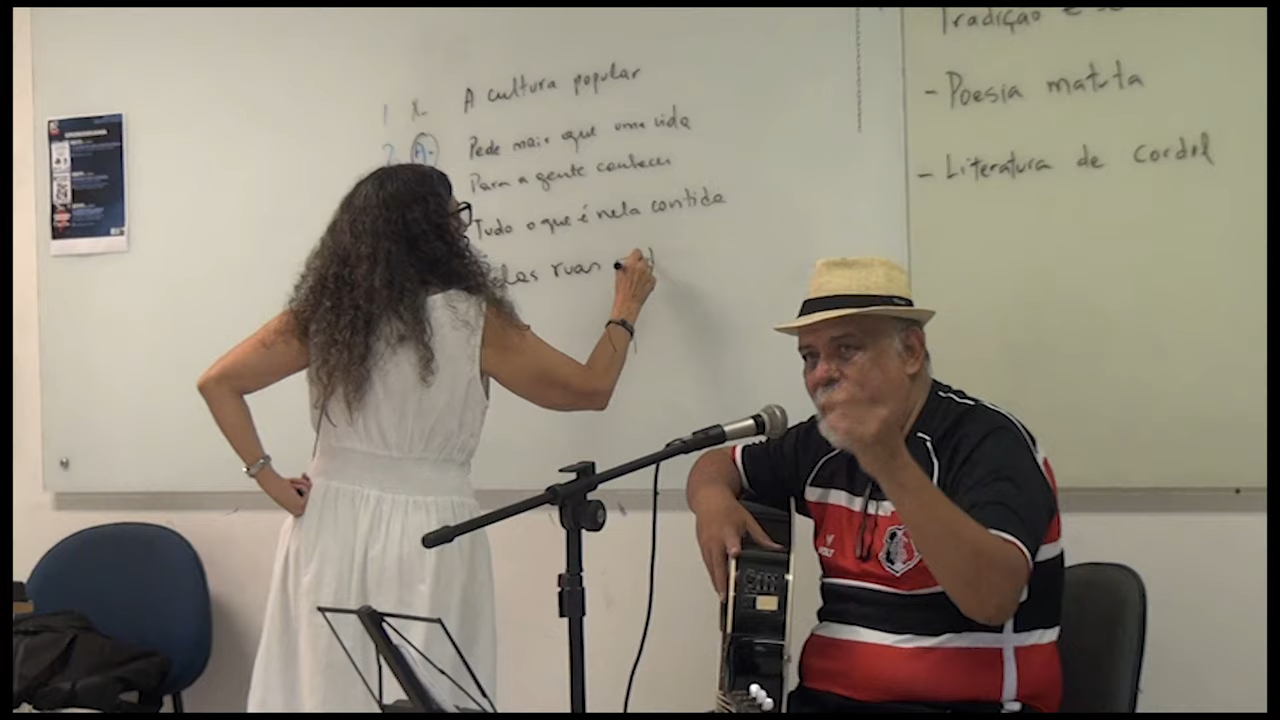 A cultura popular
Pede mais que uma vida
Para a gente conhecer
Tudo o que é nela contida
ruas
Tradição e
- Poesia matuta
- Literatura de cordel